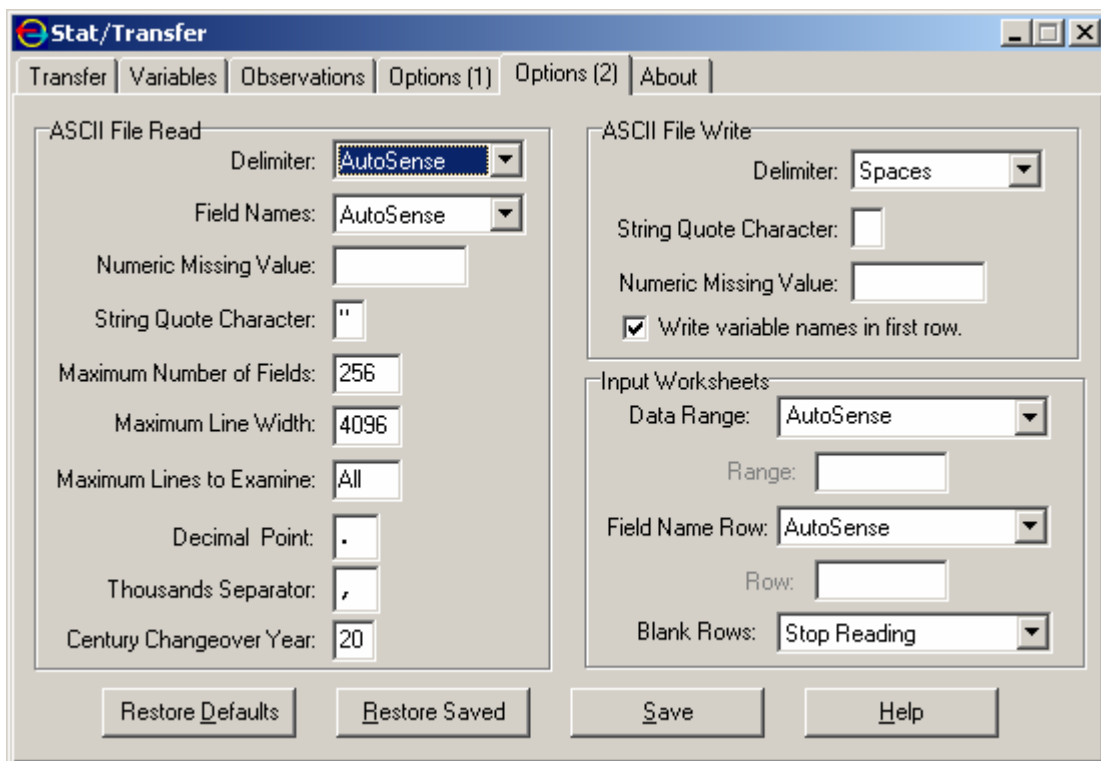 Stat/Transfer
Transfer Variables Observations Options (1) Options (2) About
ASCII File Read
Delimiter: AutoSense
Field Names: AutoSense
Numeric Missing Value:
String Quote Character: "
Maximum Number of Fields: 256
Maximum Line Width: 4096
Maximum Lines to Examine: All
Decimal Point: .
Thousands Separator: ,
Century Changeover Year: 20
ASCII File Write
Delimiter: Spaces
String Quote Character:
Numeric Missing Value:
Write variable names in first row.
Input Worksheets
Data Range: AutoSense
Range:
Field Name Row: AutoSense
Row:
Blank Rows: Stop Reading
Restore Defaults Restore Saved Save Help